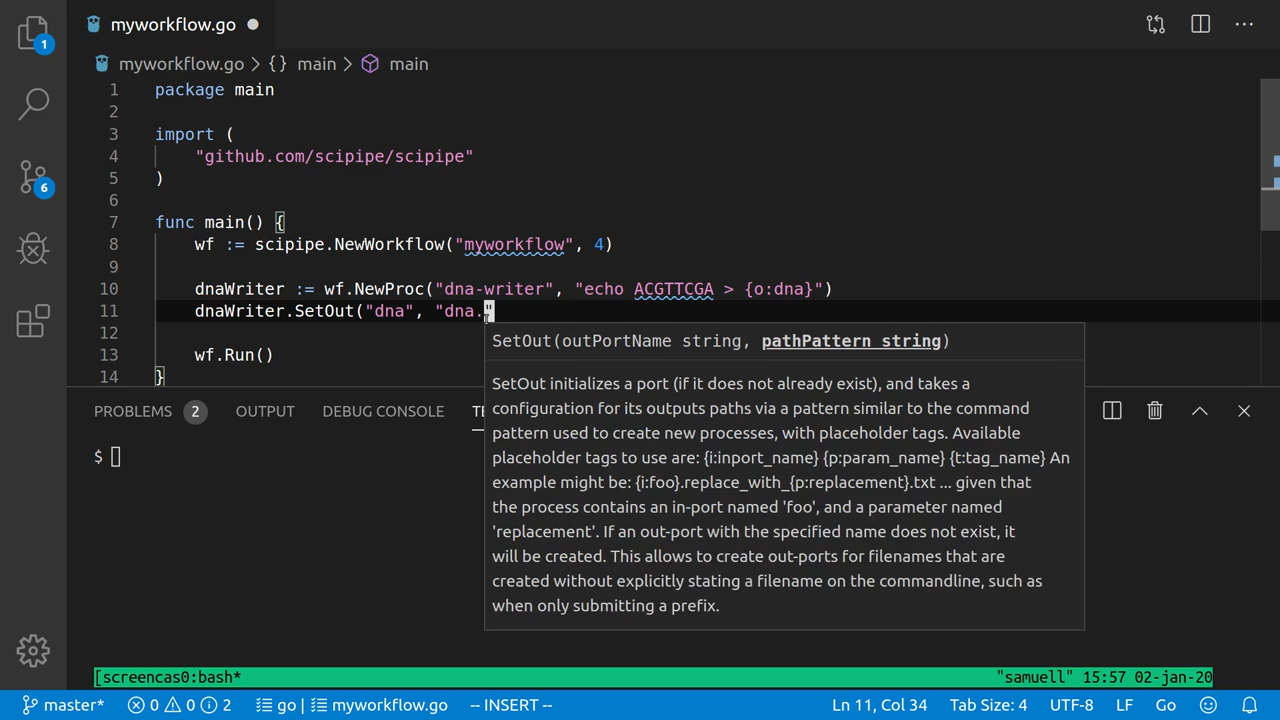 myworkflow.go
1
myworkflow.go > {} main > main
1 package main
2
3 import (
4 "github.com/scipipe/scipipe"
5 )
6
7 func main() {
8 wf := scipipe.NewWorkflow("myworkflow", 4)
9
10 dnaWriter := wf.NewProc("dna-writer", "echo ACGTTCGA > {o:dna}")
11 dnaWriter.SetOut("dna", "dna."
12
13 wf.Run()
14 }
6
SetOut(outPortName string, pathPattern string)
SetOut initializes a port (if it does not already exist), and takes a
configuration for its outputs paths via a pattern similar to the command
pattern used to create new processes, with placeholder tags. Available
placeholder tags to use are: {i:inport_name} {p:param_name} {t:tag_name} An
example might be: {i:foo}.replace_with_{p:replacement}.txt ... given that
the process contains an in-port named 'foo', and a parameter named
'replacement'. If an out-port with the specified name does not exist, it
will be created. This allows to create out-ports for filenames that are
created without explicitly stating a filename on the commandline, such as
when only submitting a prefix.
PROBLEMS 2 OUTPUT DEBUG CONSOLE TE
$
[screencas0:bash* "samuell" 15:57 02-jan-20
master* 0 0 2 go | myworkflow.go -- INSERT -- Ln 11, Col 34 Tab Size: 4 UTF-8 LF Go